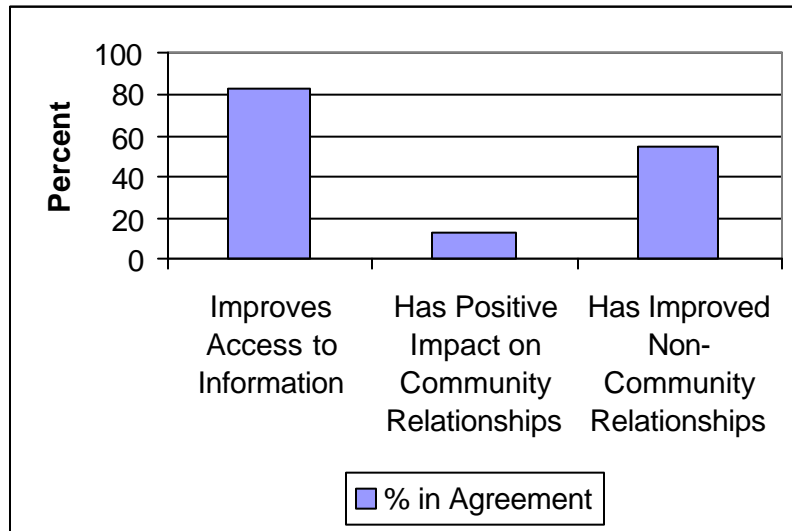 Percent
100
80
60
40
20
0
Improves
Access to
Information
Has Positive
Impact on
Community
Relationships
Has Improved
Non-
Community
Relationships
% in Agreement